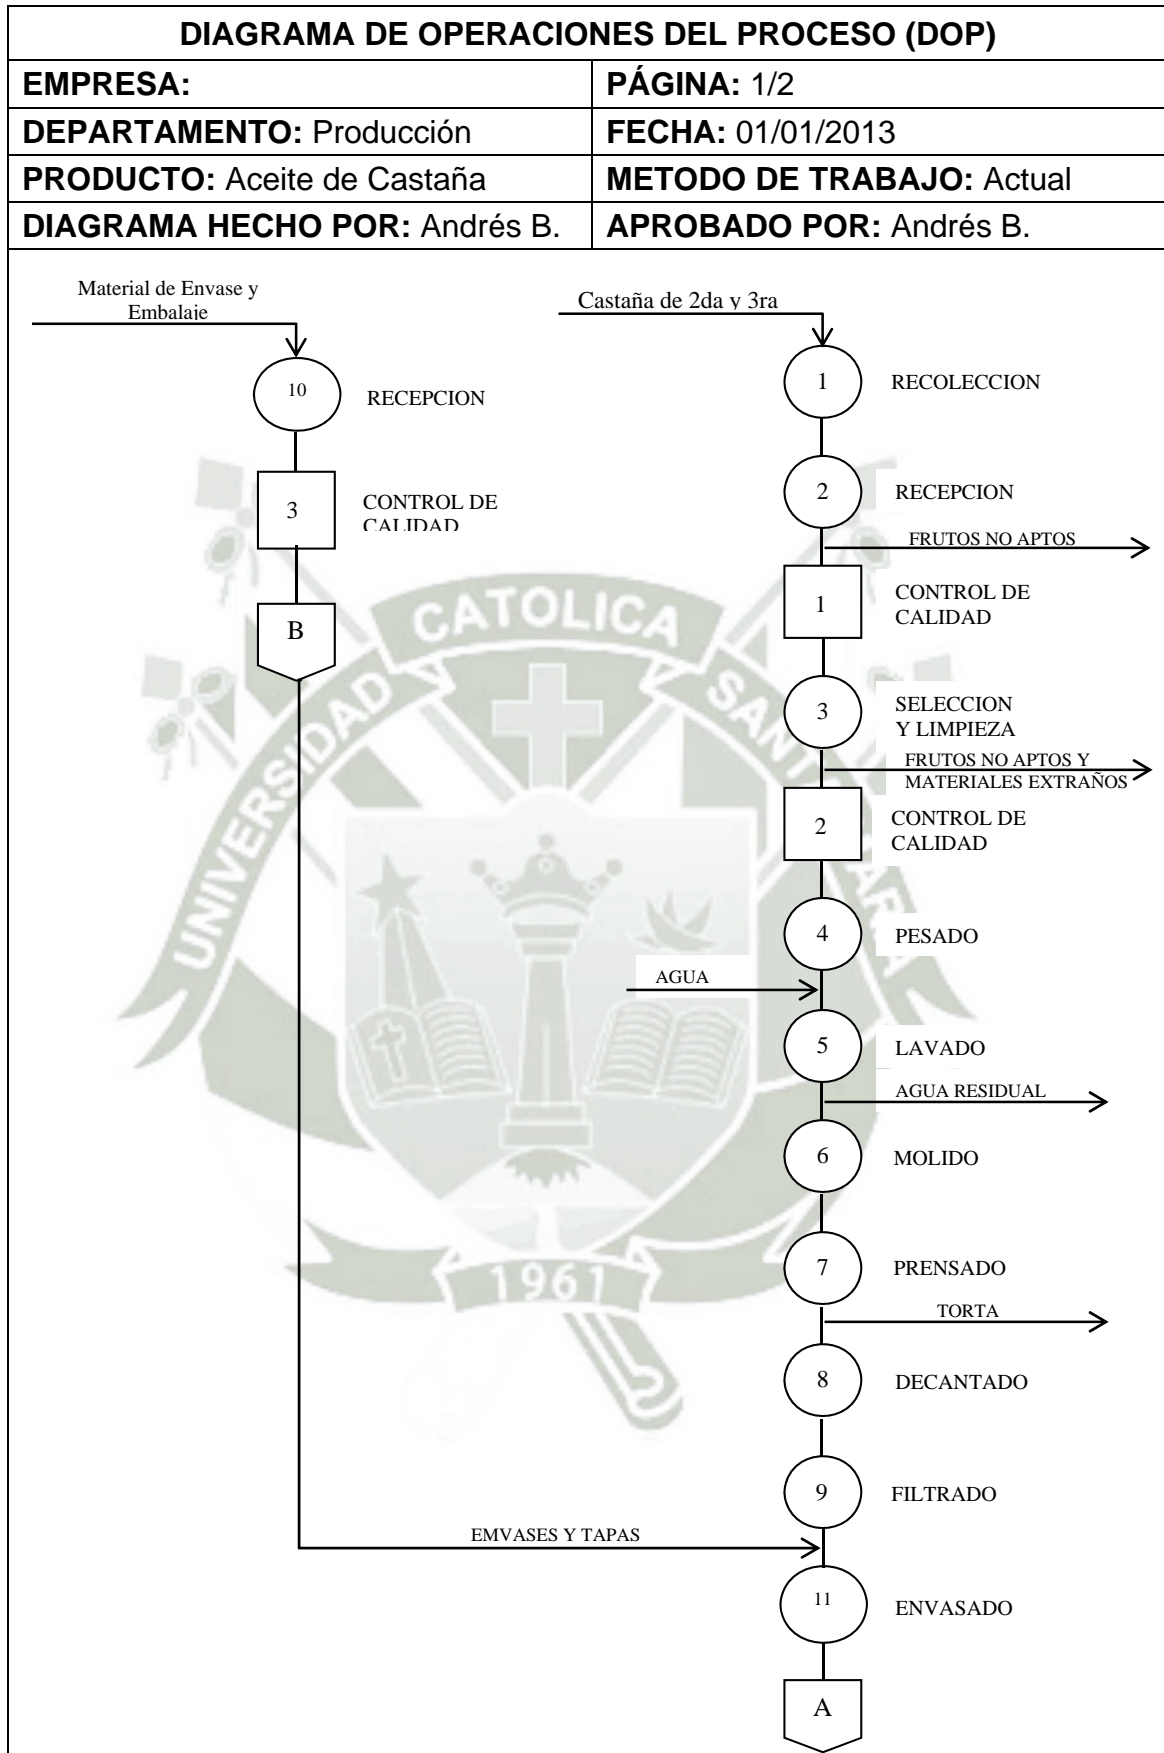 DIAGRAMA DE OPERACIONES DEL PROCESO (DOP)
EMPRESA:
PÁGINA: 1/2
DEPARTAMENTO: Producción
FECHA: 01/01/2013
PRODUCTO: Aceite de Castaña
METODO DE TRABAJO: Actual
DIAGRAMA HECHO POR: Andrés B.
APROBADO POR: Andrés B.
Material de Envase y
Embalaje
10
RECEPCION
3
CONTROL DE
CALIDAD
B
Castaña de 2da y 3ra
1
RECOLECCION
2
RECEPCION
FRUTOS NO APTOS
1
CONTROL DE
CALIDAD
3
SELECCION
Y LIMPIEZA
FRUTOS NO APTOS Y
MATERIALES EXTRAÑOS
2
CONTROL DE
CALIDAD
4
PESADO
AGUA
5
LAVADO
AGUA RESIDUAL
6
MOLIDO
7
PRENSADO
TORTA
8
DECANTADO
9
FILTRADO
EMVASES Y TAPAS
11
ENVASADO
A
UNIVERSIDAD
CATOLICA
SANTA MARIA
1961